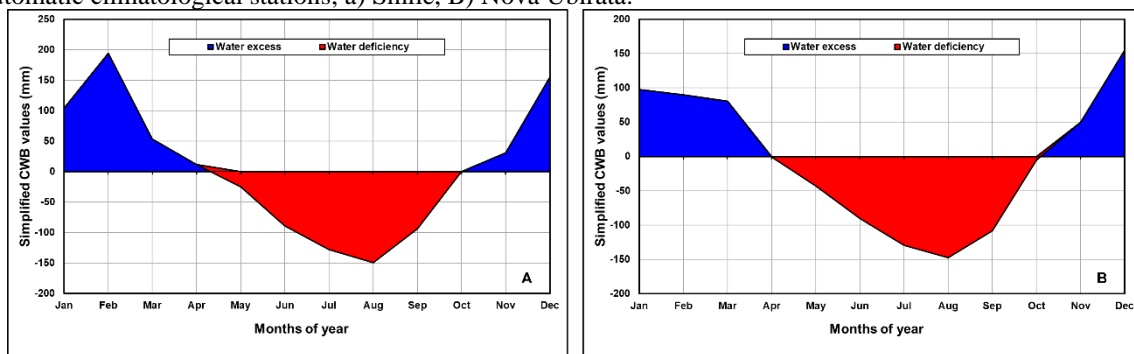 utomatic climatological stations, a) B) Nova Ubiratã.
250
200
150
100
50
0
-50
-100
-150
-200
Simplified CWB values (mm)
Water excess Water deficiency
A
Jan Feb Mar Apr May Jun Jul Aug Sep Oct Nov Dec
Months of year
200
150
100
50
0
-50
-100
-150
-200
Simplified CWB values (mm)
Water excess Water deficiency
B
Jan Feb Mar Apr May Jun Jul Aug Sep Oct Nov Dec
Months of year